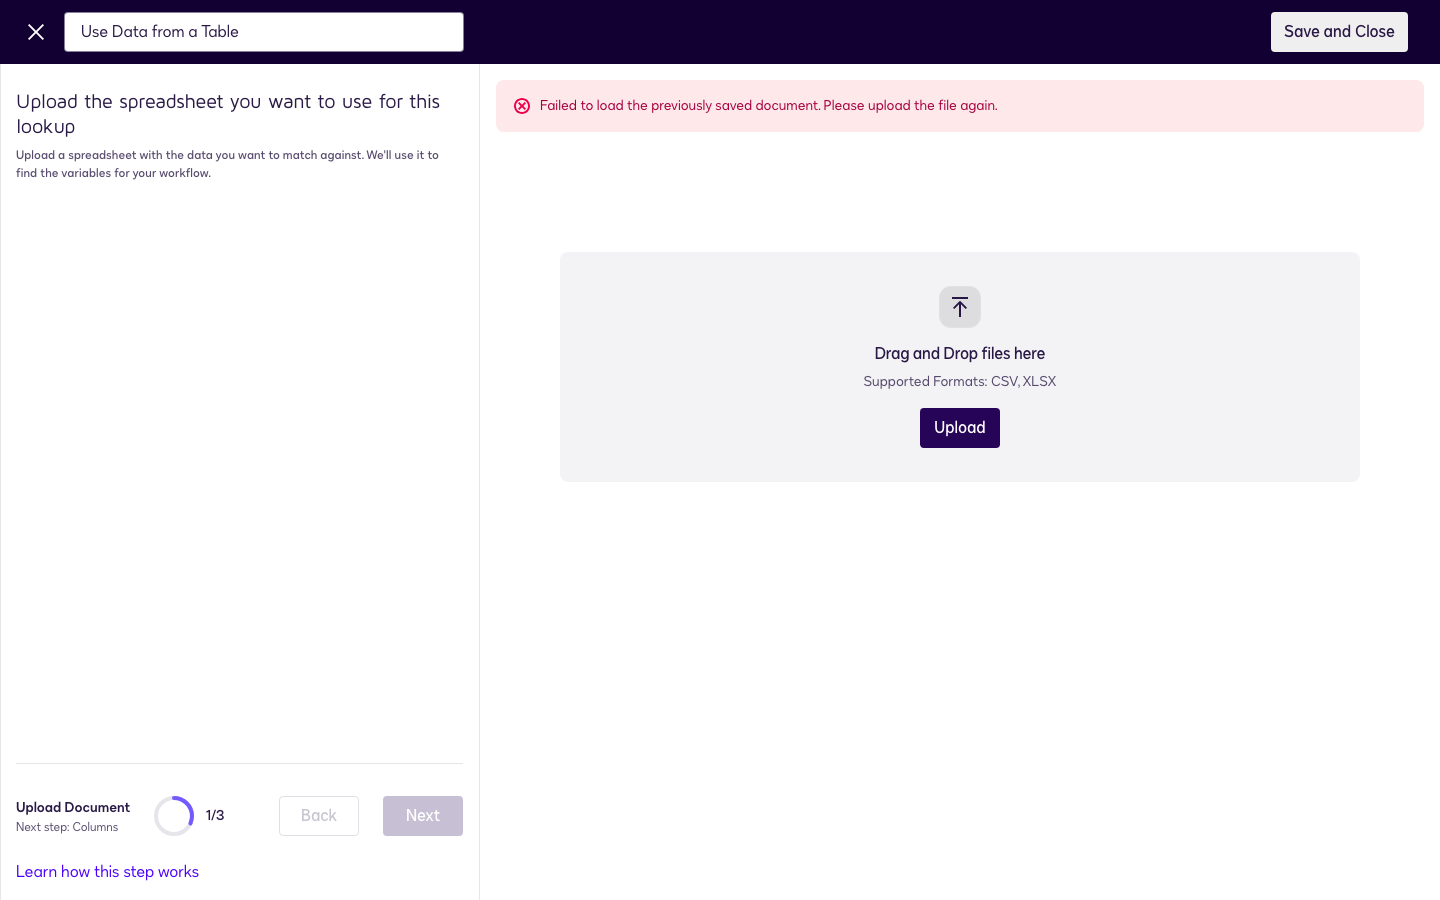 Use Data from a Table
Save and Close
Upload the spreadsheet you want to use for this
lookup
Upload a spreadsheet with the data you want to match against. We'll use it to
find the variables for your workflow.
Failed to load the previously saved document. Please upload the file again.
Drag and Drop files here
Supported Formats: CSV, XLSX
Upload
Upload Document
Next step: Columns
1/3
Back
Next
Learn how this step works